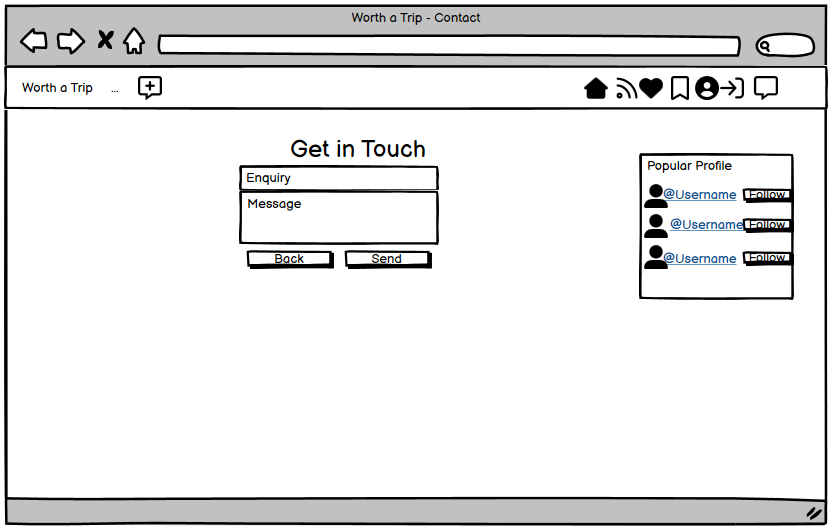 Worth a Trip - Contact
Worth a Trip ...
Get in Touch
Enquiry
Message
Back Send
Popular Profile
@Username Follow
@Username Follow
@Username Follow